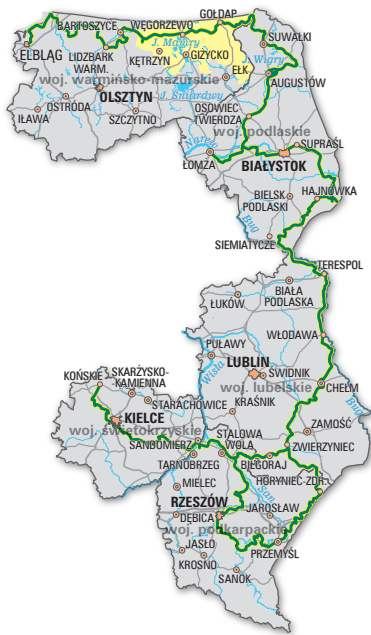 GOŁDAP
WĘGORZEWO
BARTOSZYCE
SUWAŁKI
J. Mamry
ELBLĄG
LIDZBARK
WARM.
KĘTRZYN
GIŻYCKO
J. Wigry
EŁK
woj. warmińsko-mazurskie
AUGUSTÓW
OLSZTYN
J. Śniardwy
OSTRÓDA
OSOWIEC
TWIERDZA
IŁAWA
SZCZYTNO
woj. podlaskie
Narew
SUPRAŚL
ŁOMŻA
BIAŁYSTOK
BIELSK
PODLASKI
HAJNÓWKA
Bug
SIEMIATYCZE
TERESPOL
BIAŁA
PODLASKA
ŁUKÓW
WŁODAWA
PUŁAWY
Wisła
LUBLIN
ŚWIDNIK
KOŃSKIE
SKARŻYSKO-
KAMIENNA
woj. lubelskie
CHEŁM
Bug
STARACHOWICE
KRAŚNIK
KIELCE
ZAMOŚĆ
woj. świętokrzyskie
SANDOMIERZ
STALOWA
WOLA
ZWIERZYNIEC
TARNOBRZEG
BIŁGORAJ
MIELEC
HORYNIEC-ZDR.
San
RZESZÓW
JAROSŁAW
DĘBICA
woj. podkarpackie
JASŁO
PRZEMYŚL
KROSNO
SANOK